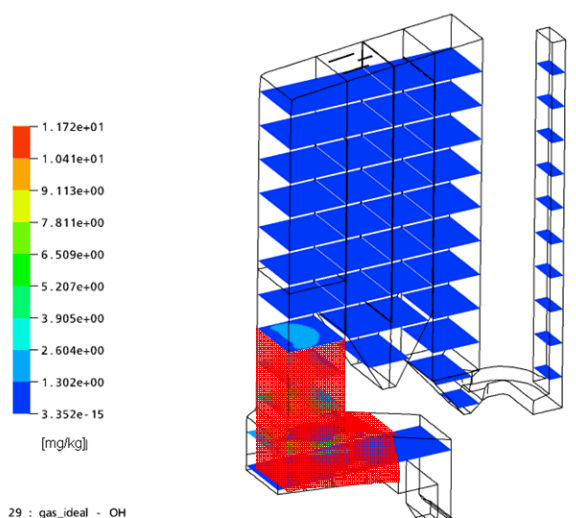 1.172e+01
1.041e+01
9.113e+00
7.811e+00
6.509e+00
5.207e+00
3.905e+00
2.604e+00
1.302e+00
3.352e-15
[mg/kg]
29 : gas_ideal - OH